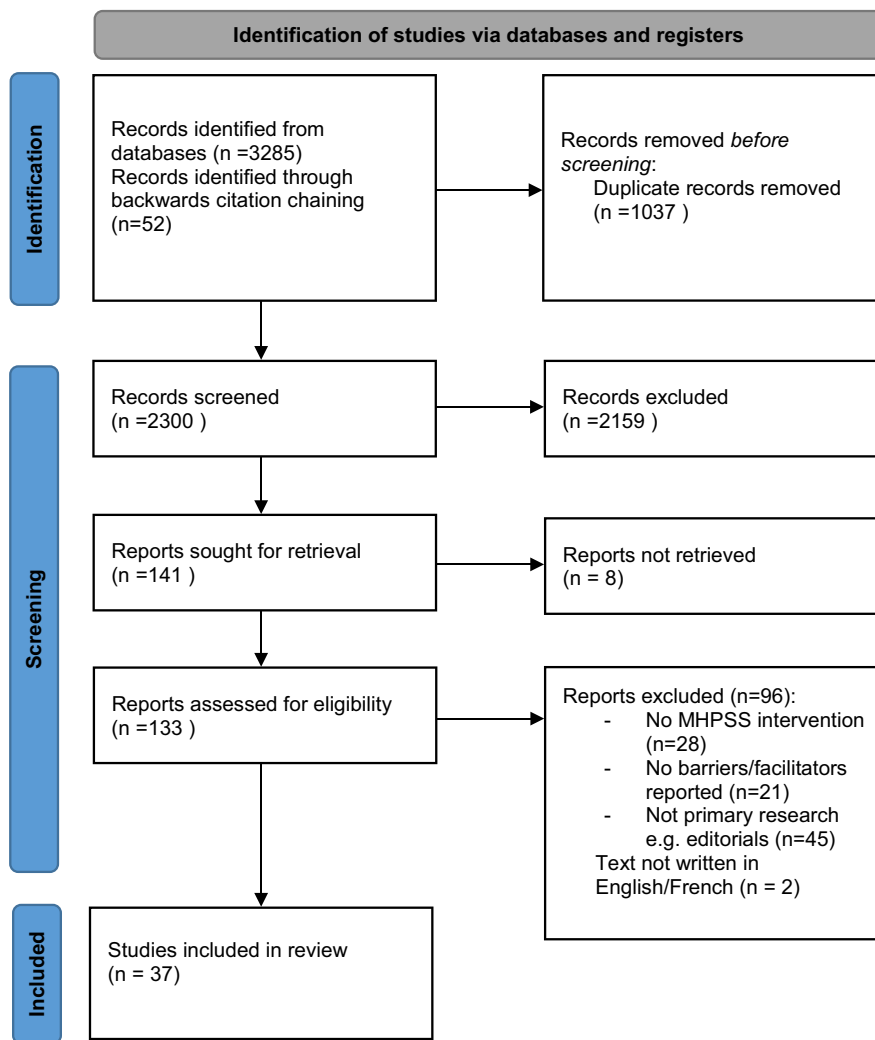 Identification of studies via databases and registers
Identification
Records identified from
databases (n =3285)
Records identified through
backwards citation chaining
(n=52)
Records removed before
screening:
Duplicate records removed
(n =1037 )
Screening
Records screened
(n =2300 )
Records excluded
(n =2159 )
Reports sought for retrieval
(n =141 )
Reports not retrieved
(n = 8)
Reports assessed for eligibility
(n =133 )
Reports excluded (n=96):
- No MHPSS intervention
(n=28)
- No barriers/facilitators
reported (n=21)
- Not primary research
e.g. editorials (n=45)
Text not written in
English/French (n = 2)
Included
Studies included in review
(n = 37)